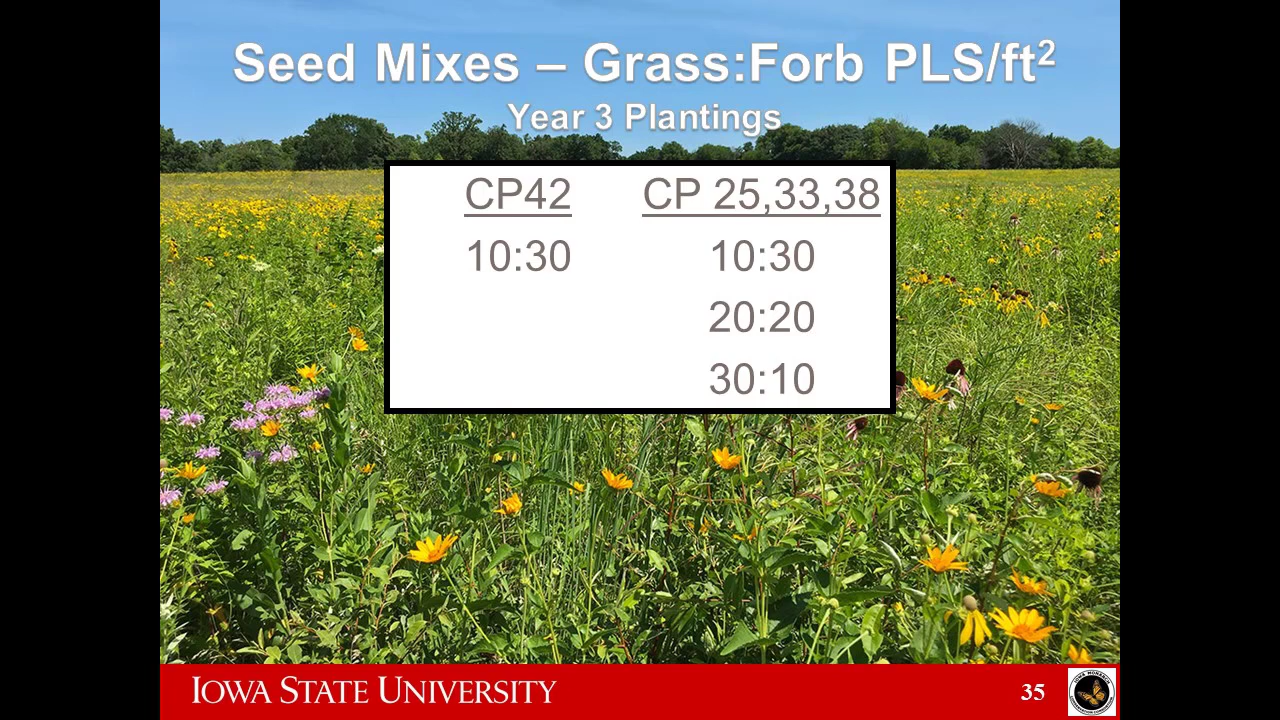 Seed Mixes – Grass:Forb PLS/ft²
Year 3 Plantings
CP42 CP 25,33,38
10:30 10:30
20:20
30:10
IOWA STATE UNIVERSITY
35